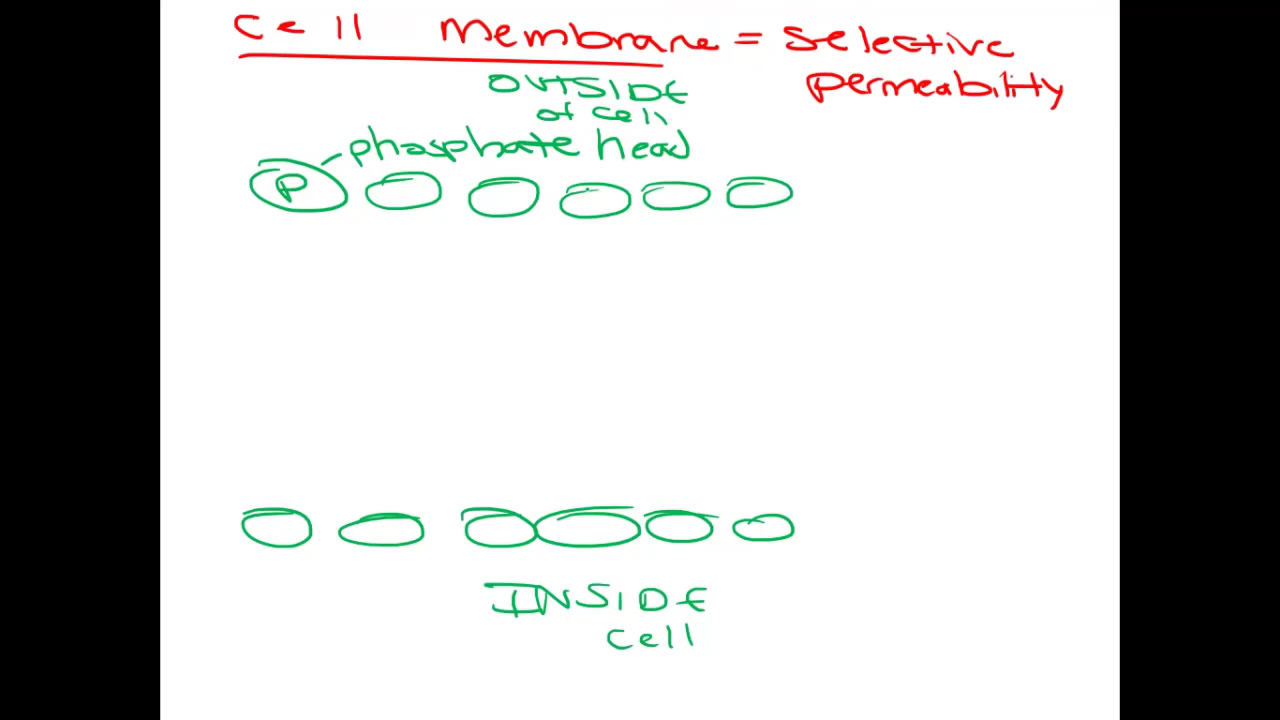 Cell Membrane = selective
permeability
OUTSIDE
of cell
phosphate head
P
INSIDE
cell